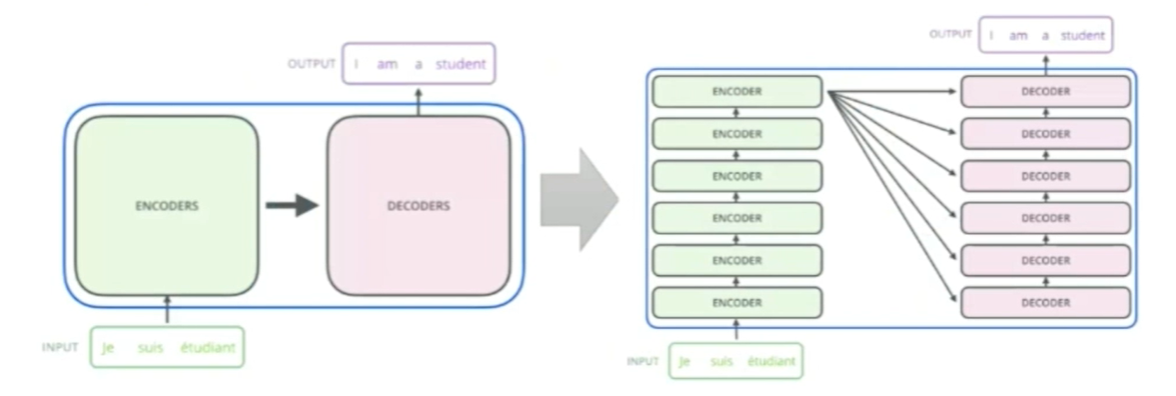 OUTPUT I am a student
ENCODERS DECODERS
INPUT Je suis étudiant
OUTPUT I am a student
ENCODER DECODER
ENCODER DECODER
ENCODER DECODER
ENCODER DECODER
ENCODER DECODER
ENCODER DECODER
INPUT Je suis étudiant